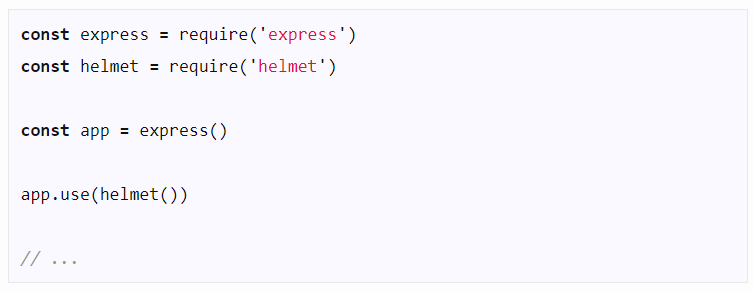 const express = require('express')
const helmet = require('helmet')
const app = express()
app.use(helmet())
// ...